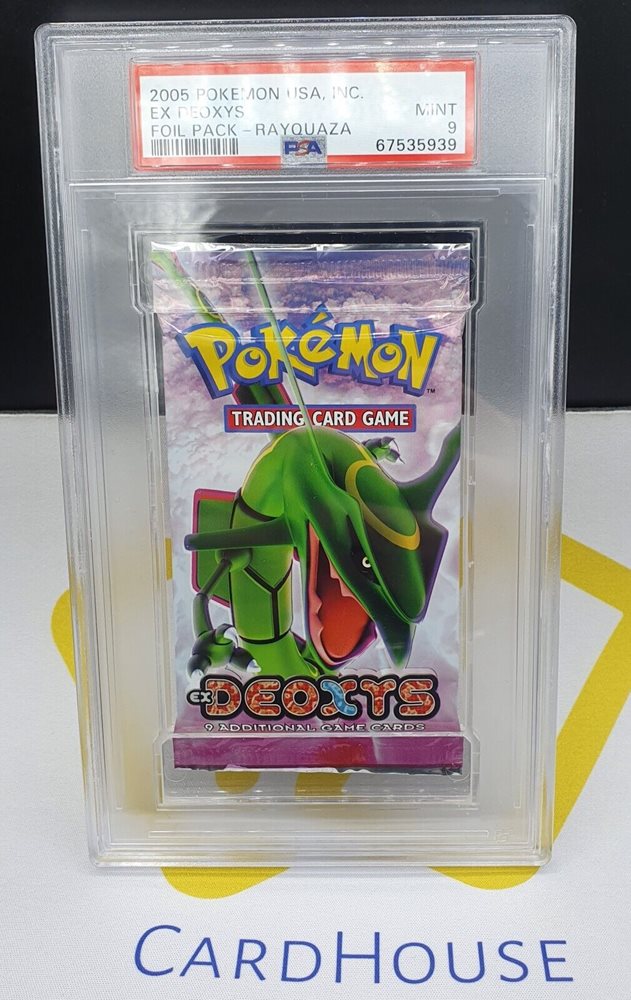 2005 POKEMON USA, INC.
EX DEOXYS MINT
FOIL PACK - RAYQUAZA 9
PSA 67535939
POKéMON™
TRADING CARD GAME
EX DEOXYS
9 ADDITIONAL GAME CARDS
CARDHOUSE